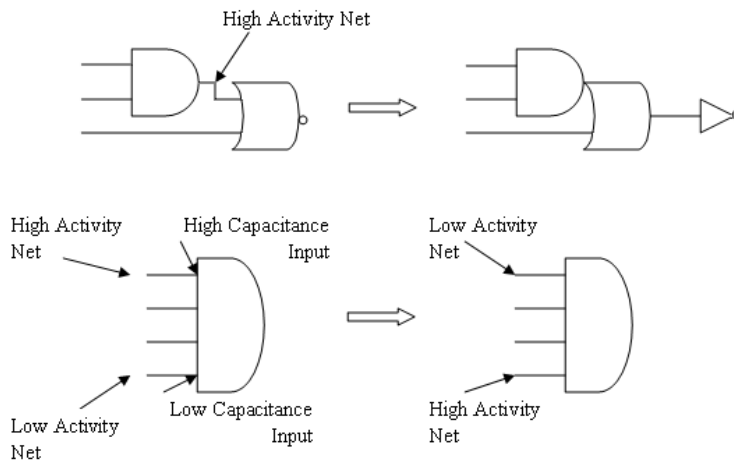 High Activity Net
High Activity
Net
High Capacitance
Input
Low Activity
Net
Low Activity
Net
Low Capacitance
Input
High Activity
Net